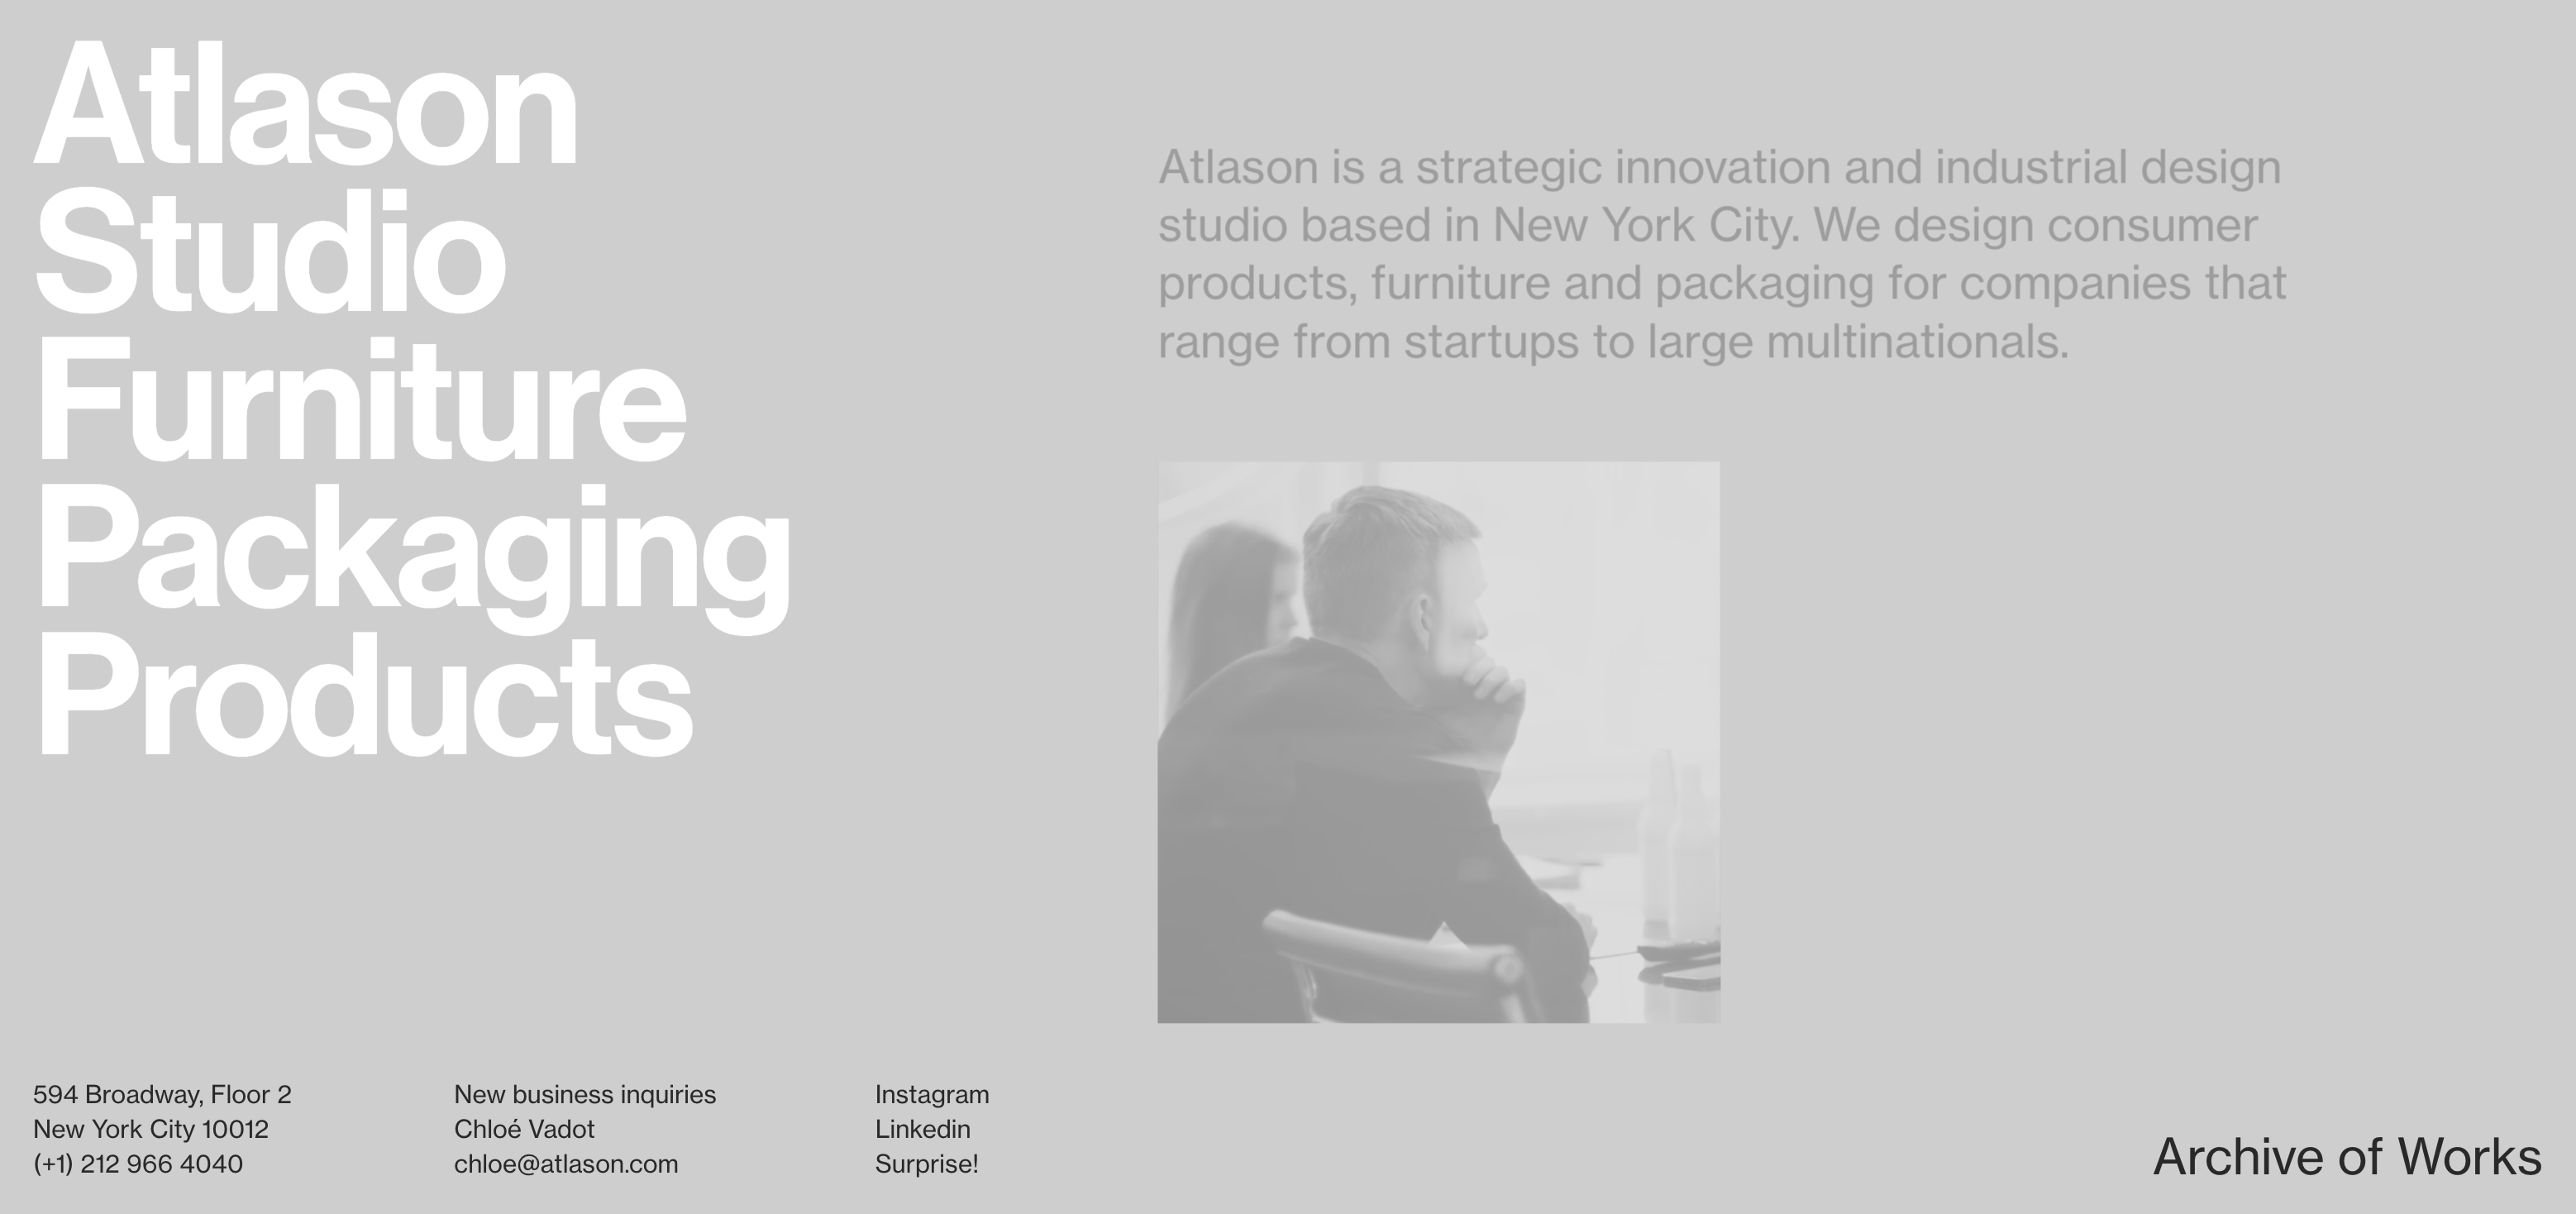 Atlason
Studio
Furniture
Packaging
Products
Atlason is a strategic innovation and industrial design
studio based in New York City. We design consumer
products, furniture and packaging for companies that
range from startups to large multinationals.
594 Broadway, Floor 2
New York City 10012
(+1) 212 966 4040
New business inquiries
Chloé Vadot
chloe@atlason.com
Instagram
Linkedin
Surprise!
Archive of Works